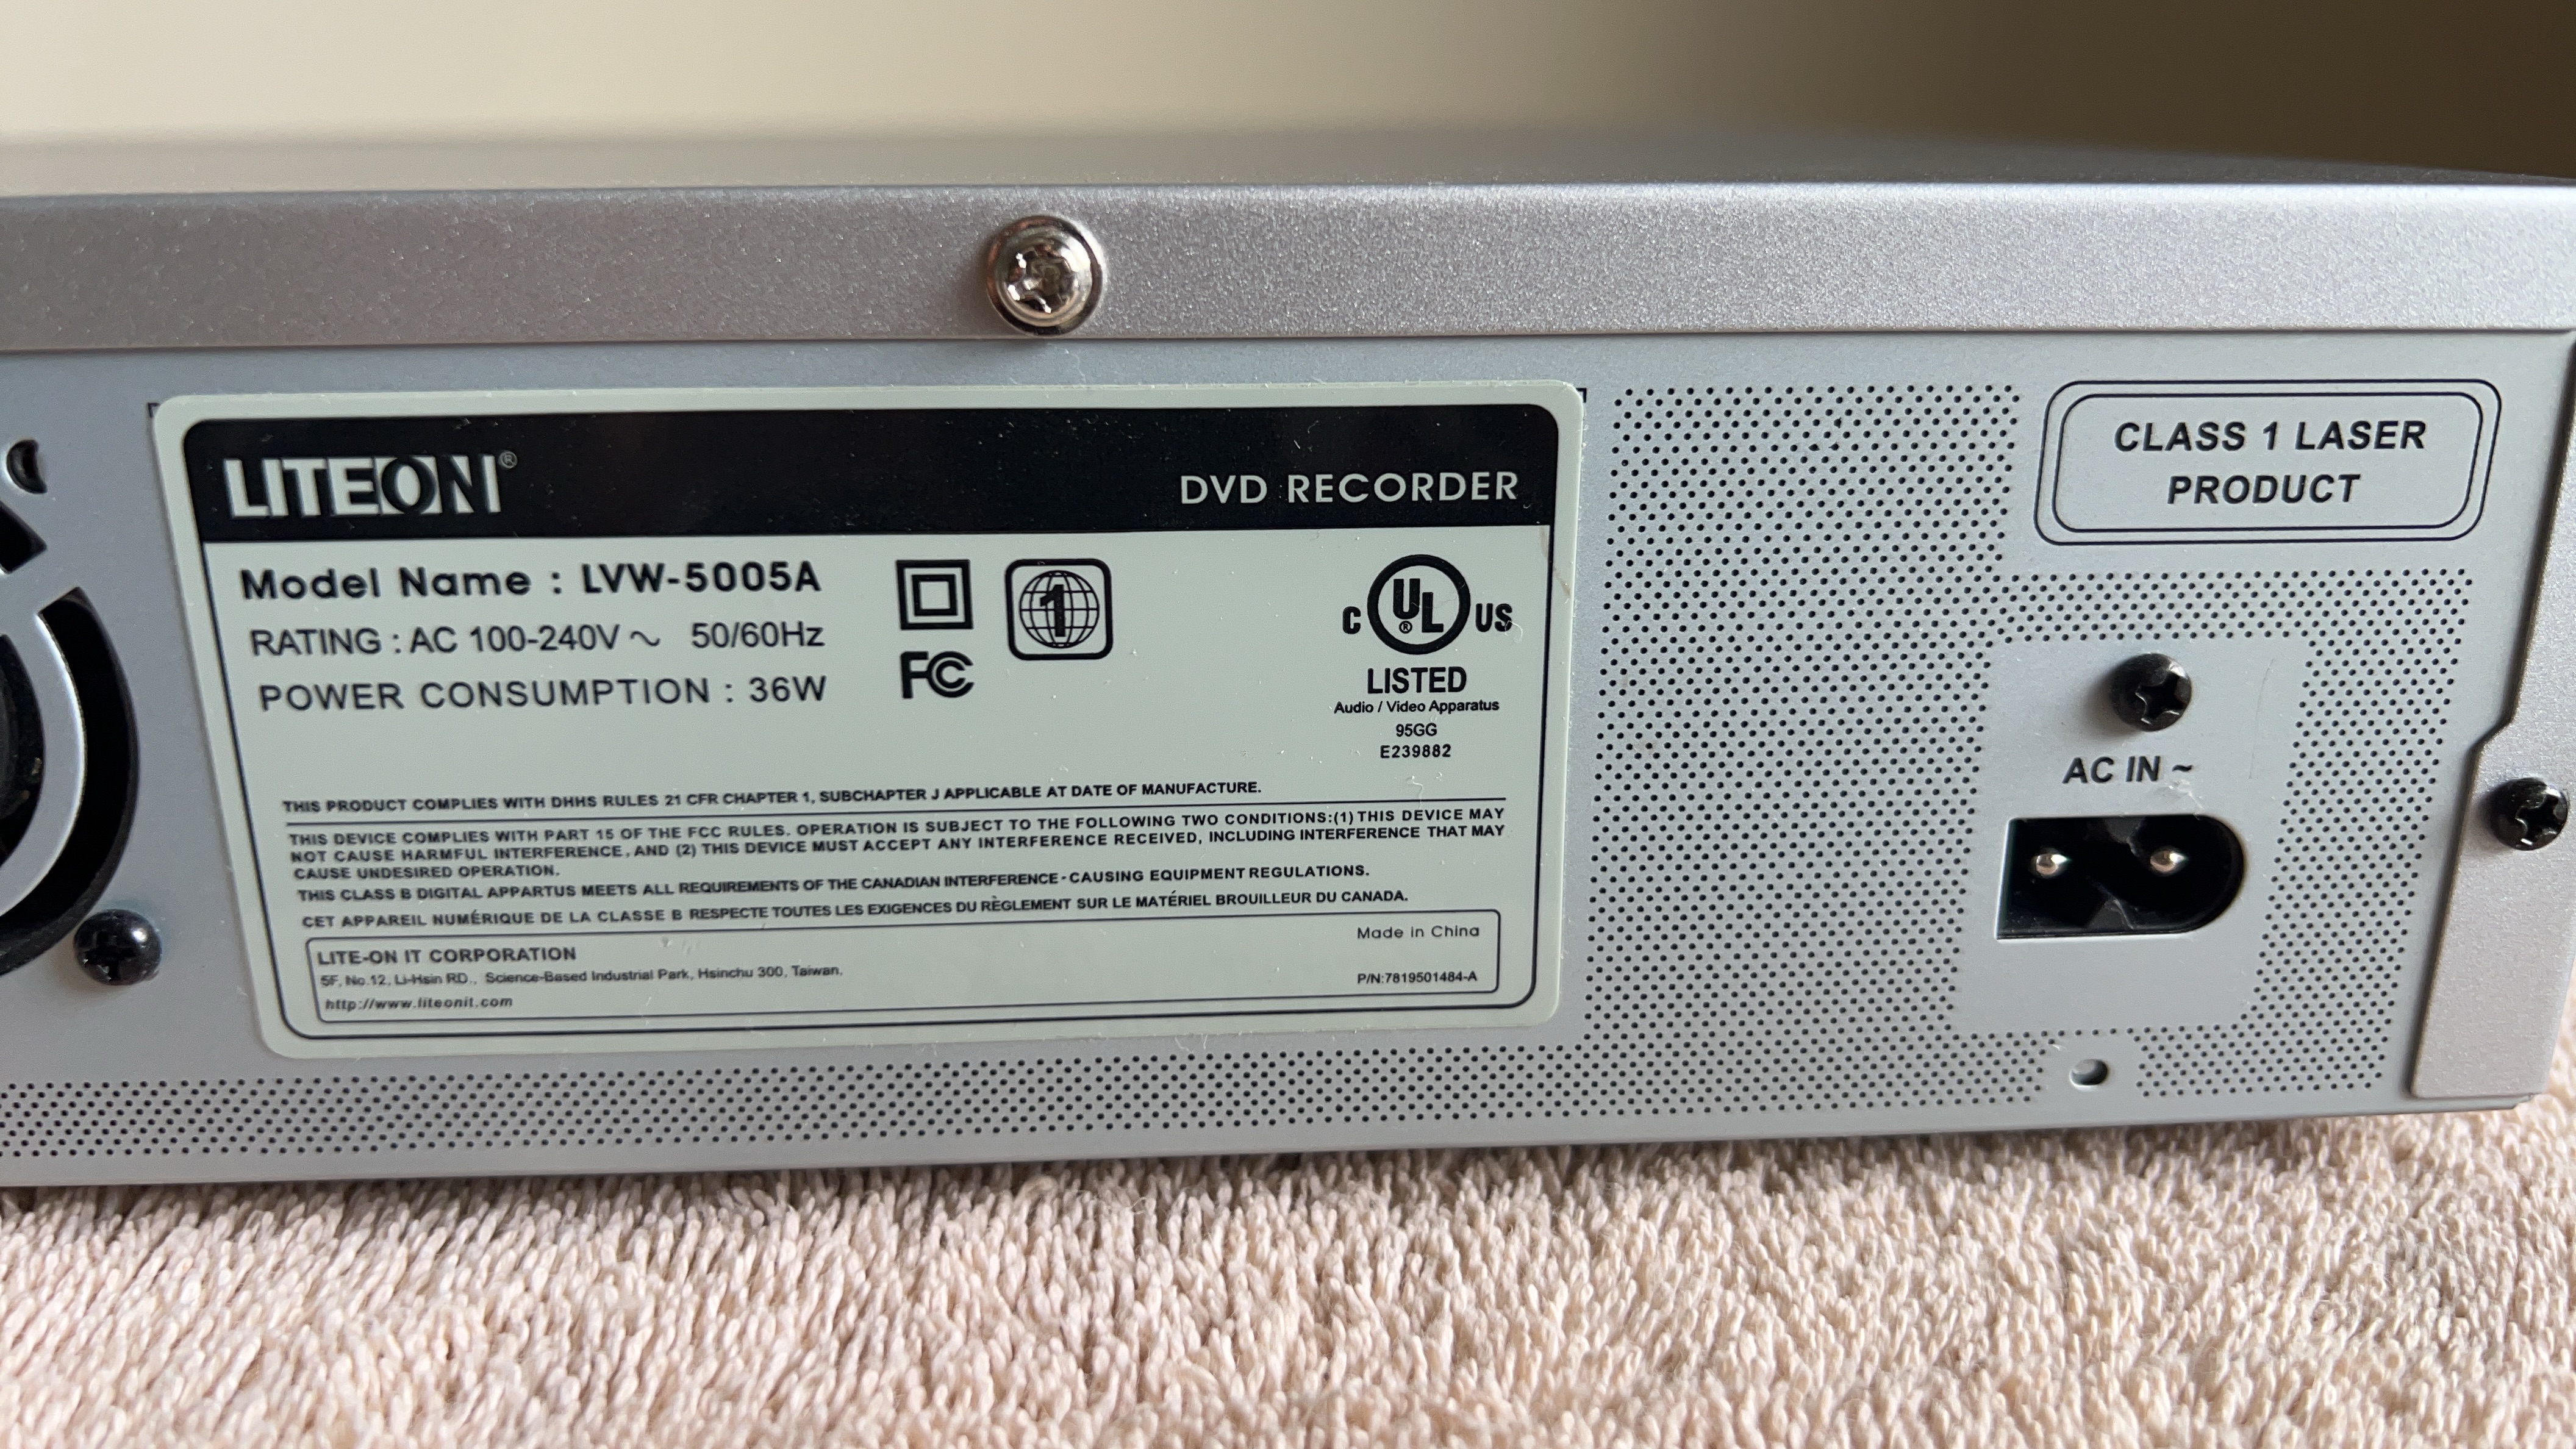 LITEON®
DVD RECORDER
Model Name : LVW-5005A
RATING : AC 100-240V ~ 50/60Hz
POWER CONSUMPTION : 36W
FC
1
C UL® US
LISTED
Audio / Video Apparatus
95GG
E239882
THIS PRODUCT COMPLIES WITH DHHS RULES 21 CFR CHAPTER 1, SUBCHAPTER J APPLICABLE AT DATE OF MANUFACTURE.
THIS DEVICE COMPLIES WITH PART 15 OF THE FCC RULES. OPERATION IS SUBJECT TO THE FOLLOWING TWO CONDITIONS:(1) THIS DEVICE MAY
NOT CAUSE HARMFUL INTERFERENCE, AND (2) THIS DEVICE MUST ACCEPT ANY INTERFERENCE RECEIVED, INCLUDING INTERFERENCE THAT MAY
CAUSE UNDESIRED OPERATION.
THIS CLASS B DIGITAL APPARTUS MEETS ALL REQUIREMENTS OF THE CANADIAN INTERFERENCE - CAUSING EQUIPMENT REGULATIONS.
CET APPAREIL NUMÉRIQUE DE LA CLASSE B RESPECTE TOUTES LES EXIGENCES DU RÈGLEMENT SUR LE MATÉRIEL BROUILLEUR DU CANADA.
LITE-ON IT CORPORATION
5F, No.12, Li-Hsin RD., Science-Based Industrial Park, Hsinchu 300, Taiwan.
http://www.liteonit.com
Made in China
P/N:7819501484-A
CLASS 1 LASER
PRODUCT
AC IN ~